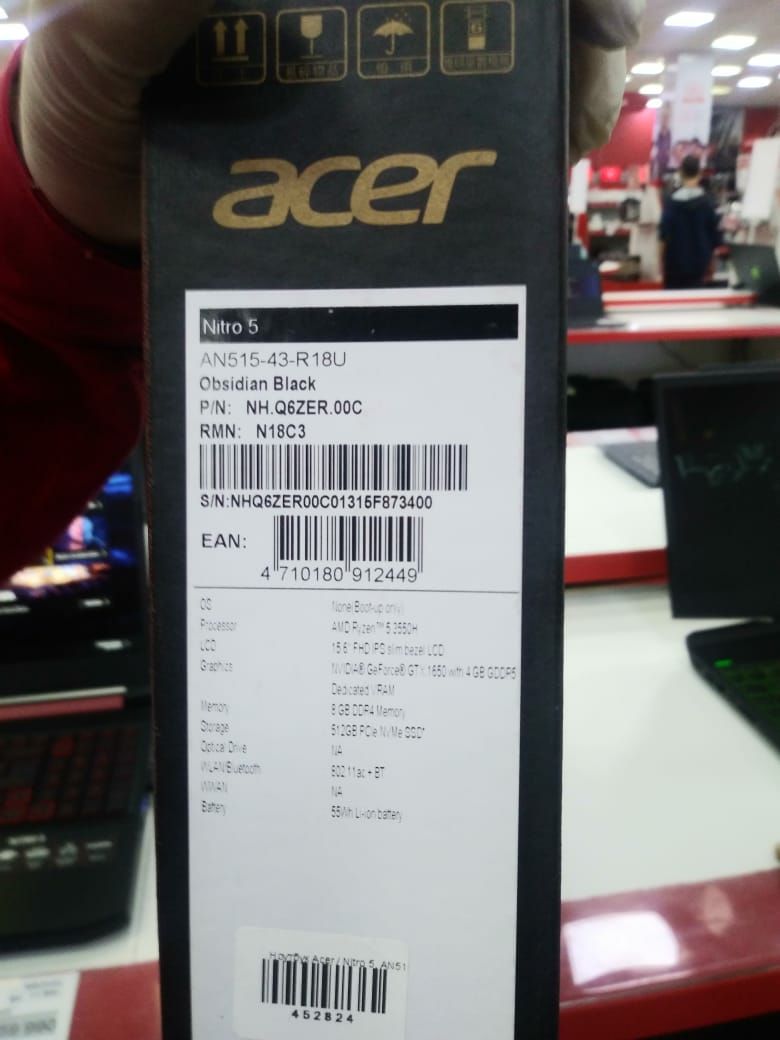 acer
Nitro 5
AN515-43-R18U
Obsidian Black
P/N: NH.Q6ZER.00C
RMN: N18C3
S/N:NHQ6ZER00C01315F873400
EAN:
4 710180 912449
OS None(Boot-up only)
Processor AMD Ryzen™ 5 3550H
LCD 15.6" FHD IPS slim bezel LCD
Graphics NVIDIA® GeForce® GTX 1650 with 4 GB GDDR5
Dedicated VRAM
Memory 8 GB DDR4 Memory
Storage 512GB PCIe NVMe SSD*
Optical Drive NA
WLAN/Bluetooth 802.11ac + BT
WWAN NA
Battery 55Wh Li-ion battery
Ноутбук Acer / Nitro 5, AN51
452824